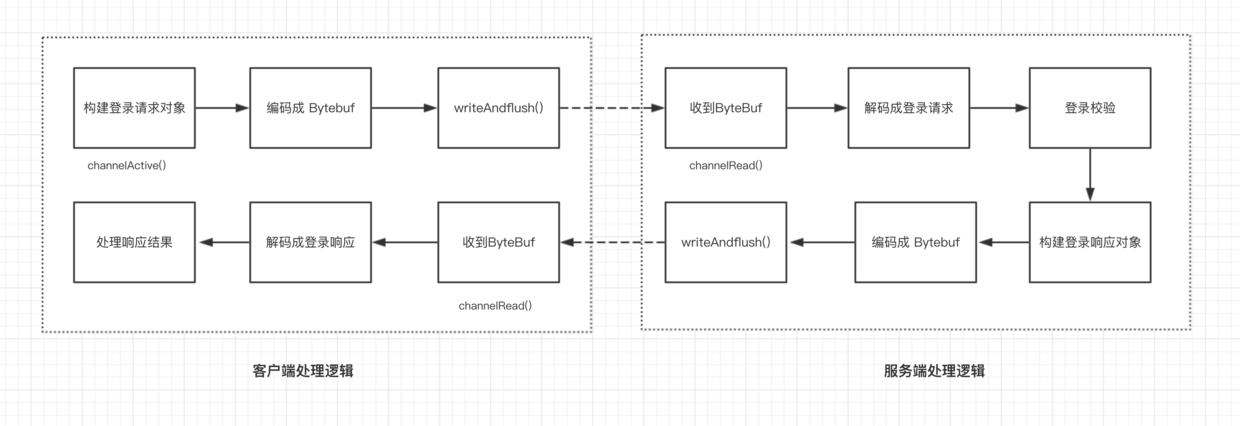 构建登录请求对象
编码成 Bytebuf
writeAndflush()
收到ByteBuf
解码成登录请求
登录校验
channelActive()
channelRead()
处理响应结果
解码成登录响应
收到ByteBuf
writeAndflush()
编码成 Bytebuf
构建登录响应对象
channelRead()
客户端处理逻辑
服务端处理逻辑